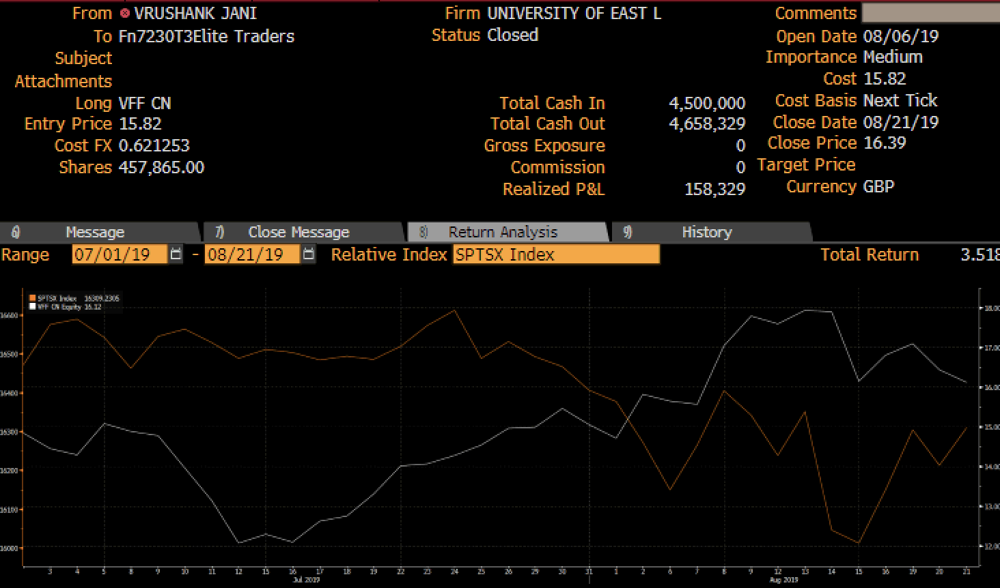 From VRUSHANK JANI Firm UNIVERSITY OF EAST L Comments
To Fn7230T3Elite Traders Status Closed Open Date 08/06/19
Subject Importance Medium
Attachments Cost 15.82
Long VFF CN Total Cash In 4,500,000 Cost Basis Next Tick
Entry Price 15.82 Total Cash Out 4,658,329 Close Date 08/21/19
Cost FX 0.621253 Gross Exposure 0 Close Price 16.39
Shares 457,865.00 Commission 0 Target Price
Realized P&L 158,329 Currency GBP
6) Message 7) Close Message 8) Return Analysis 9) History
Range 07/01/19 - 08/21/19 Relative Index SPTSX Index Total Return 3.518
SPTSX Index 16309.2305
VFF CN Equity 16.12
16600 18.00
16500 17.00
16400 16.00
16300 15.00
16200 14.00
16100 13.00
16000 12.00
3 4 5 8 9 10 11 12 15 16 17 18 19 22 23 24 25 26 29 30 31 1 2 6 7 8 9 12 13 14 15 16 19 20 21
Jul 2019 Aug 2019